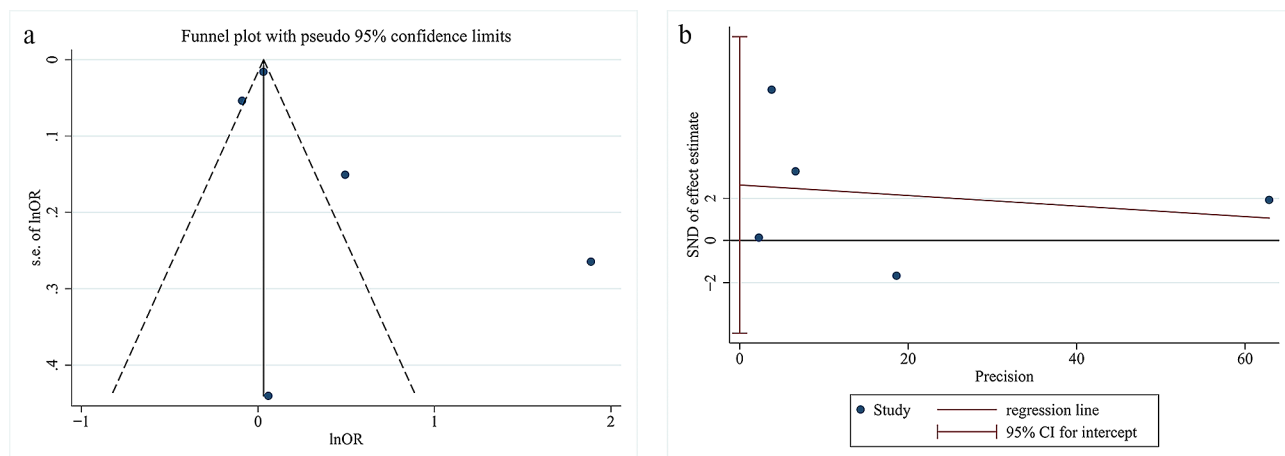 a
Funnel plot with pseudo 95% confidence limits
0
.1
.2
.3
.4
s.e. of lnOR
−1
0
1
2
lnOR
b
SND of effect estimate
2
0
−2
0
20
40
60
Precision
Study
regression line
95% CI for intercept